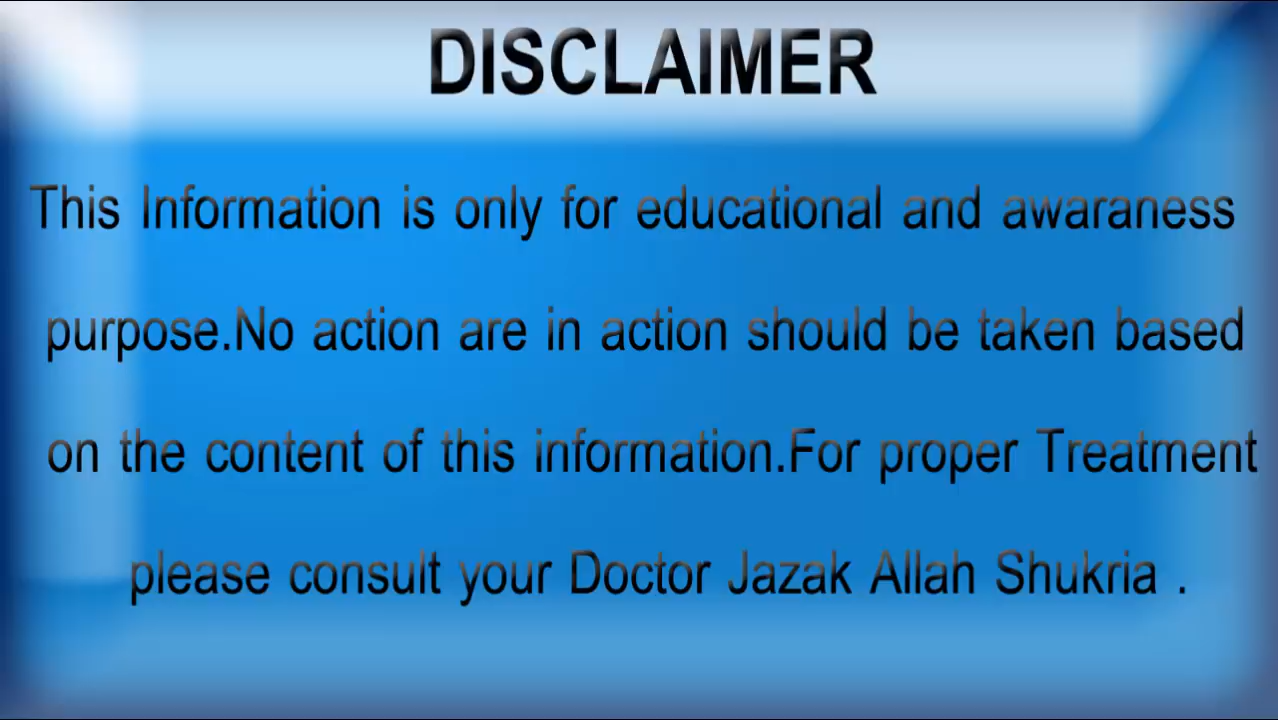 DISCLAIMER
This Information is only for educational and awaraness
purpose.No action are in action should be taken based
on the content of this information.For proper Treatment
please consult your Doctor Jazak Allah Shukria .